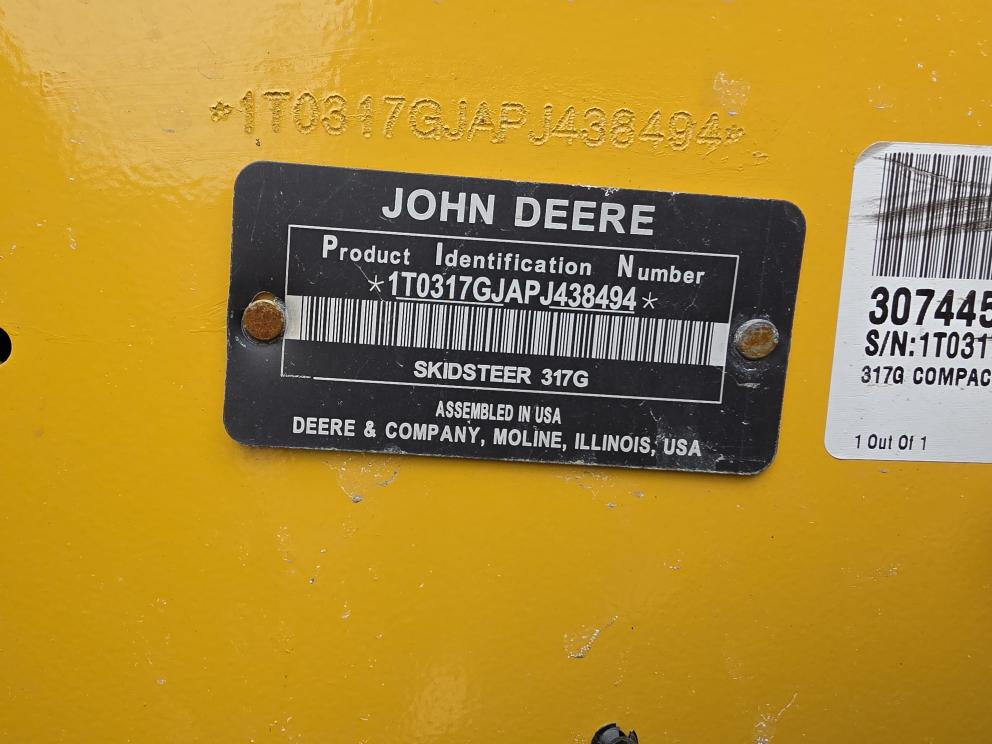 *1T0317GJAPJ438494*
JOHN DEERE
Product Identification Number
*1T0317GJAPJ438494*
SKIDSTEER 317G
ASSEMBLED IN USA
DEERE & COMPANY, MOLINE, ILLINOIS, USA
307445
S/N:1T031
317G COMPAC
1 Out Of 1